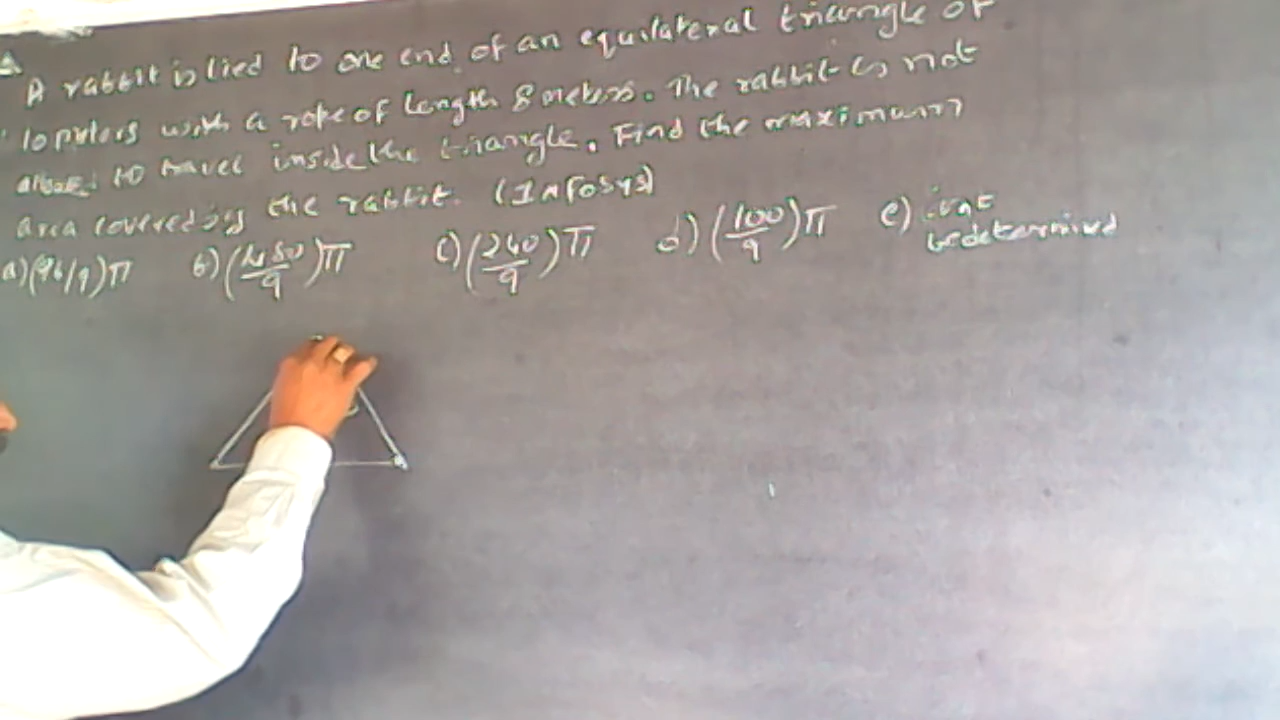 A rabbit is tied to one end of an equilateral triangle of
10 meters with a rope of length 8 meters. The rabbit is not
allowed to travel inside the triangle. Find the maximum
area covered by the rabbit. (Infosys)
a) (96/9)π b) (480/9)π c) (240/9)π d) (100/9)π e) 
be determined